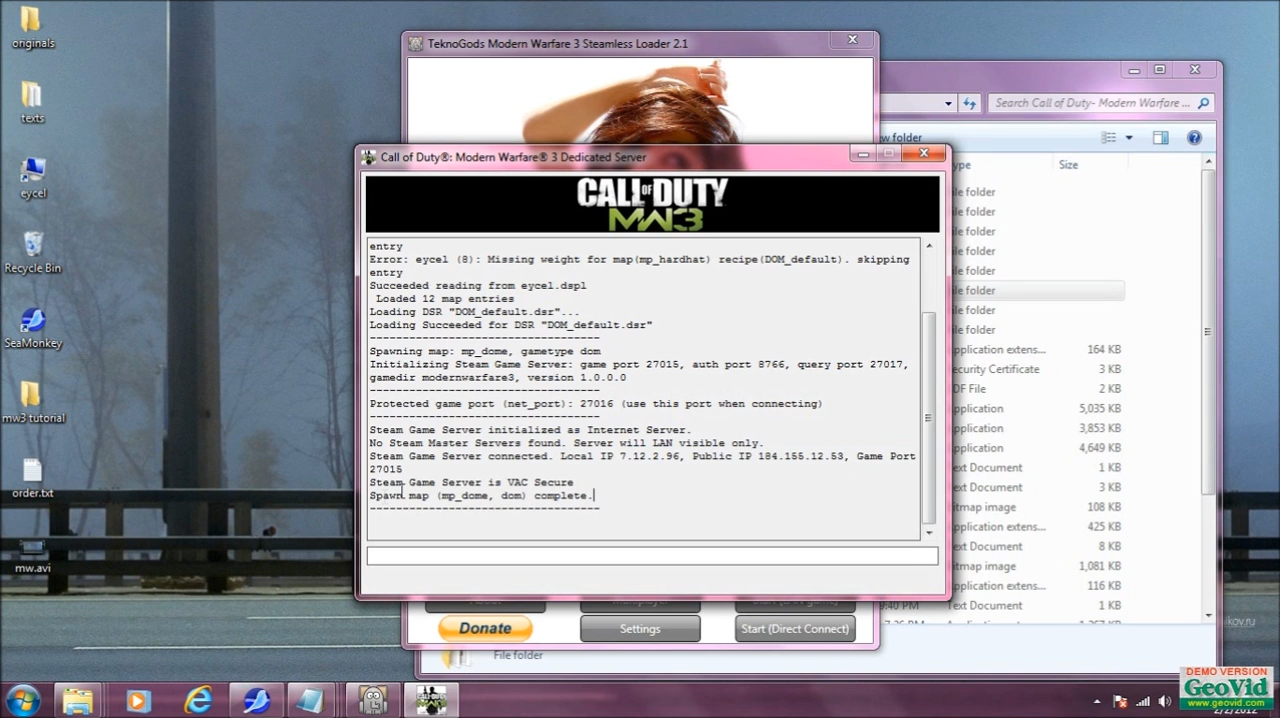 originals
texts
eycel
Recycle Bin
SeaMonkey
mw3 tutorial
order.txt
mw.avi
TeknoGods Modern Warfare 3 Steamless Loader 2.1
Search Call of Duty- Modern Warfare ...
w folder
ype
Size
ile folder
ile folder
ile folder
ile folder
ile folder
ile folder
ile folder
ile folder
pplication extens... 164 KB
ecurity Certificate 3 KB
DF File 2 KB
pplication 5,035 KB
pplication 3,853 KB
pplication 4,649 KB
ext Document 1 KB
ext Document 3 KB
itmap image 108 KB
pplication extens... 425 KB
ext Document 8 KB
itmap image 1,081 KB
pplication extens... 116 KB
ext Document 1 KB
Call of Duty®: Modern Warfare® 3 Dedicated Server
CALL OF DUTY
MW3
entry
Error: eycel (8): Missing weight for map(mp_hardhat) recipe(DOM_default). skipping
entry
Succeeded reading from eycel.dspl
Loaded 12 map entries
Loading DSR "DOM_default.dsr"...
Loading Succeeded for DSR "DOM_default.dsr"
-----------------------------------
Spawning map: mp_dome, gametype dom
Initializing Steam Game Server: game port 27015, auth port 8766, query port 27017,
gamedir modernwarfare3, version 1.0.0.0
-----------------------------------
Protected game port (net_port): 27016 (use this port when connecting)
-----------------------------------
Steam Game Server initialized as Internet Server.
No Steam Master Servers found. Server will LAN visible only.
Steam Game Server connected. Local IP 7.12.2.96, Public IP 184.155.12.53, Game Port
27015
Steam Game Server is VAC Secure
Spawn map (mp_dome, dom) complete.
-----------------------------------
Donate
Settings
Start (Direct Connect)
File folder
DEMO VERSION
GeoVid
www.geovid.com
2/2/2012